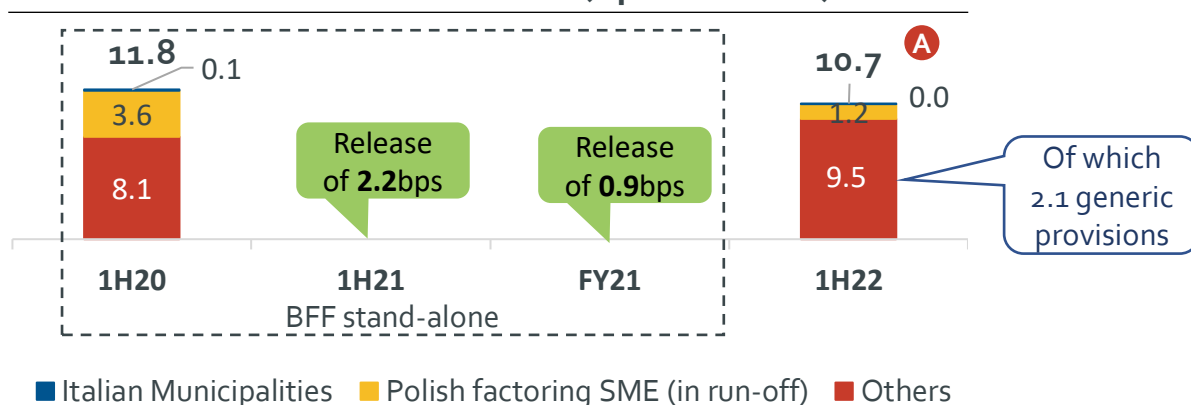 11.8
0.1
3.6
8.1
Release
of 2.2bps
Release
of 0.9bps
10.7
A
0.0
1.2
9.5
Of which
2.1 generic
provisions
1H20
1H21
FY21
1H22
BFF stand-alone
Italian Municipalities
Polish factoring SME (in run-off)
Others